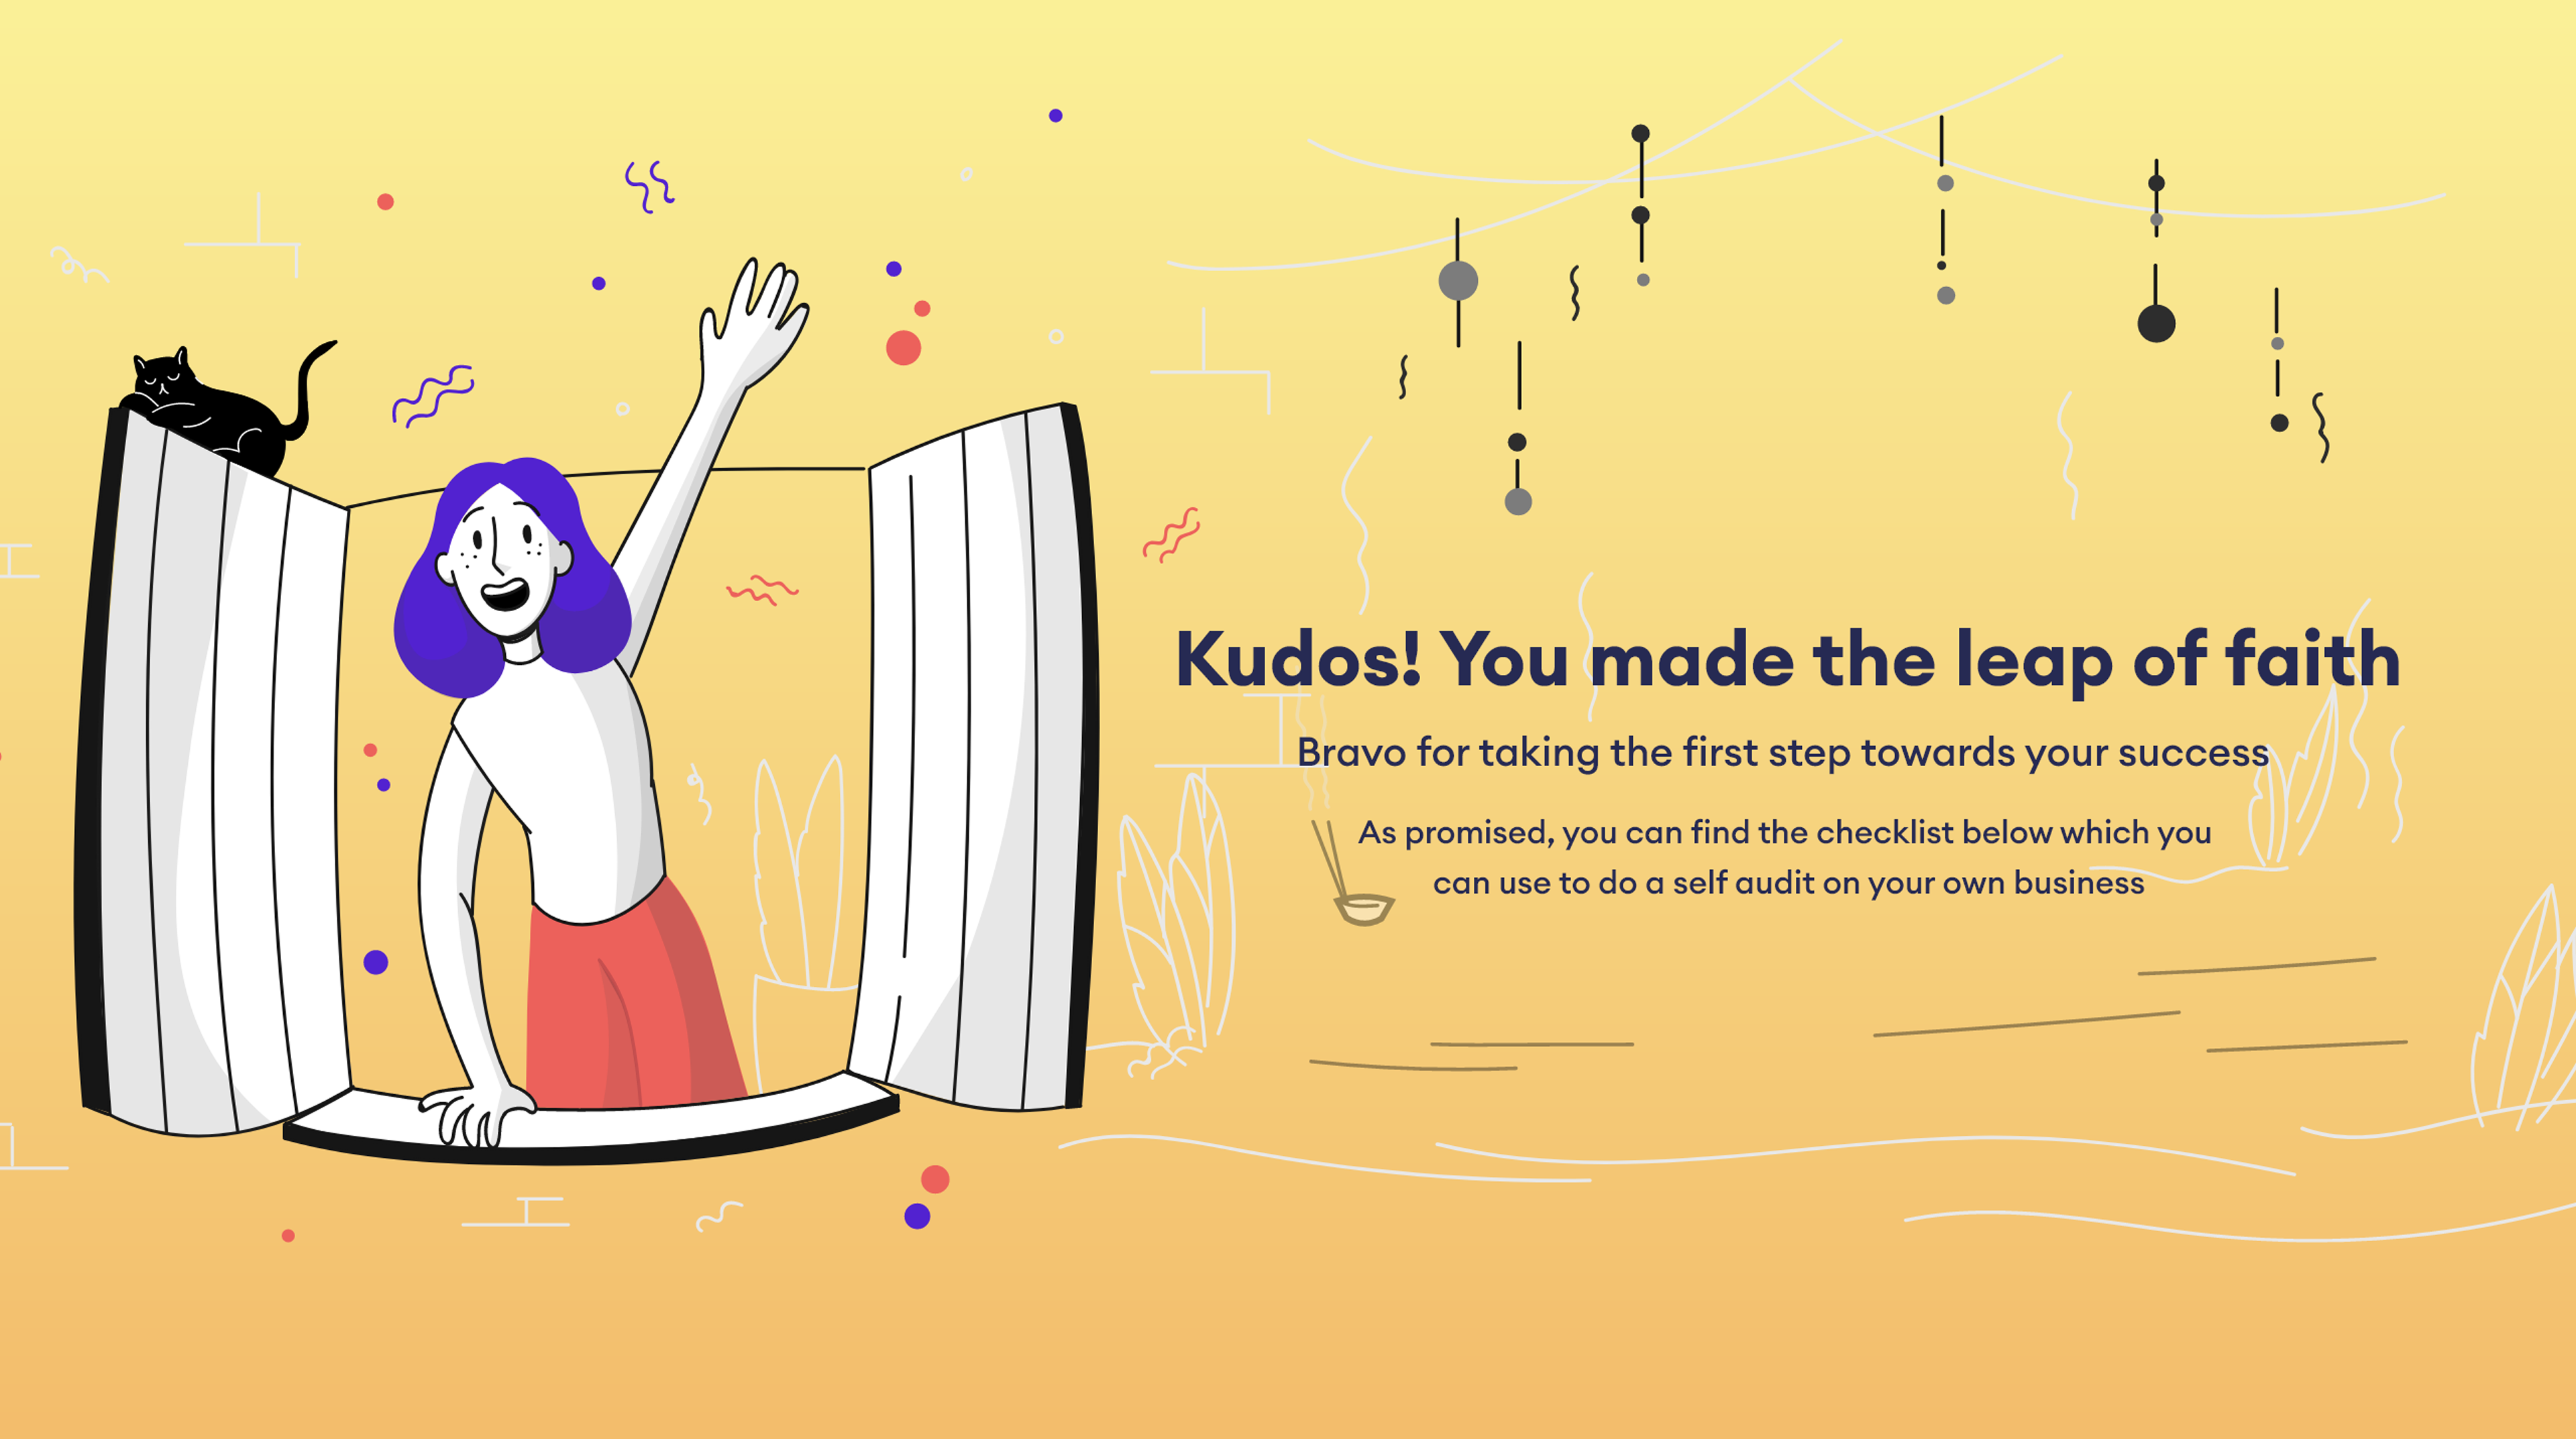 Kudos! You made the leap of faith
Bravo for taking the first step towards your success
As promised, you can find the checklist below which you
can use to do a self audit on your own business